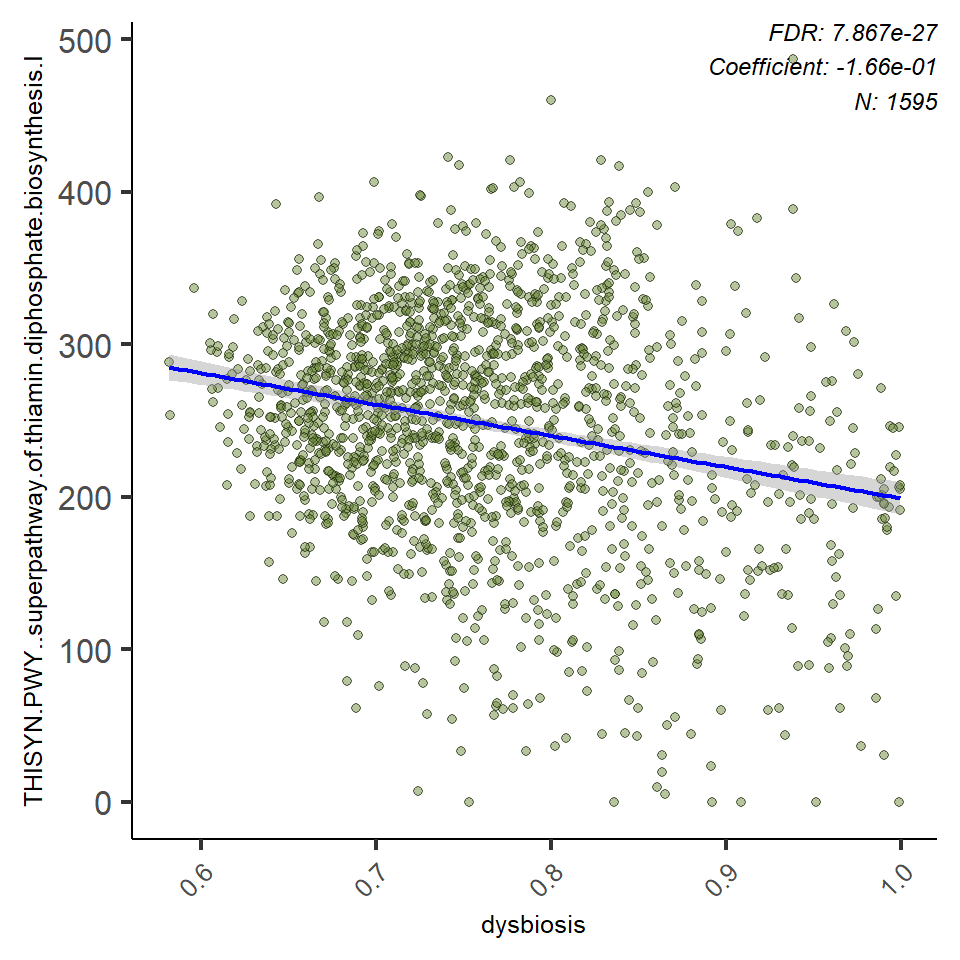 FDR: 7.867e-27
Coefficient: -1.66e-01
N: 1595
THISYN.PWY..superpathway.of.thiamin.diphosphate.biosynthesis.I
500
400
300
200
100
0
0.6
0.7
0.8
0.9
1.0
dysbiosis